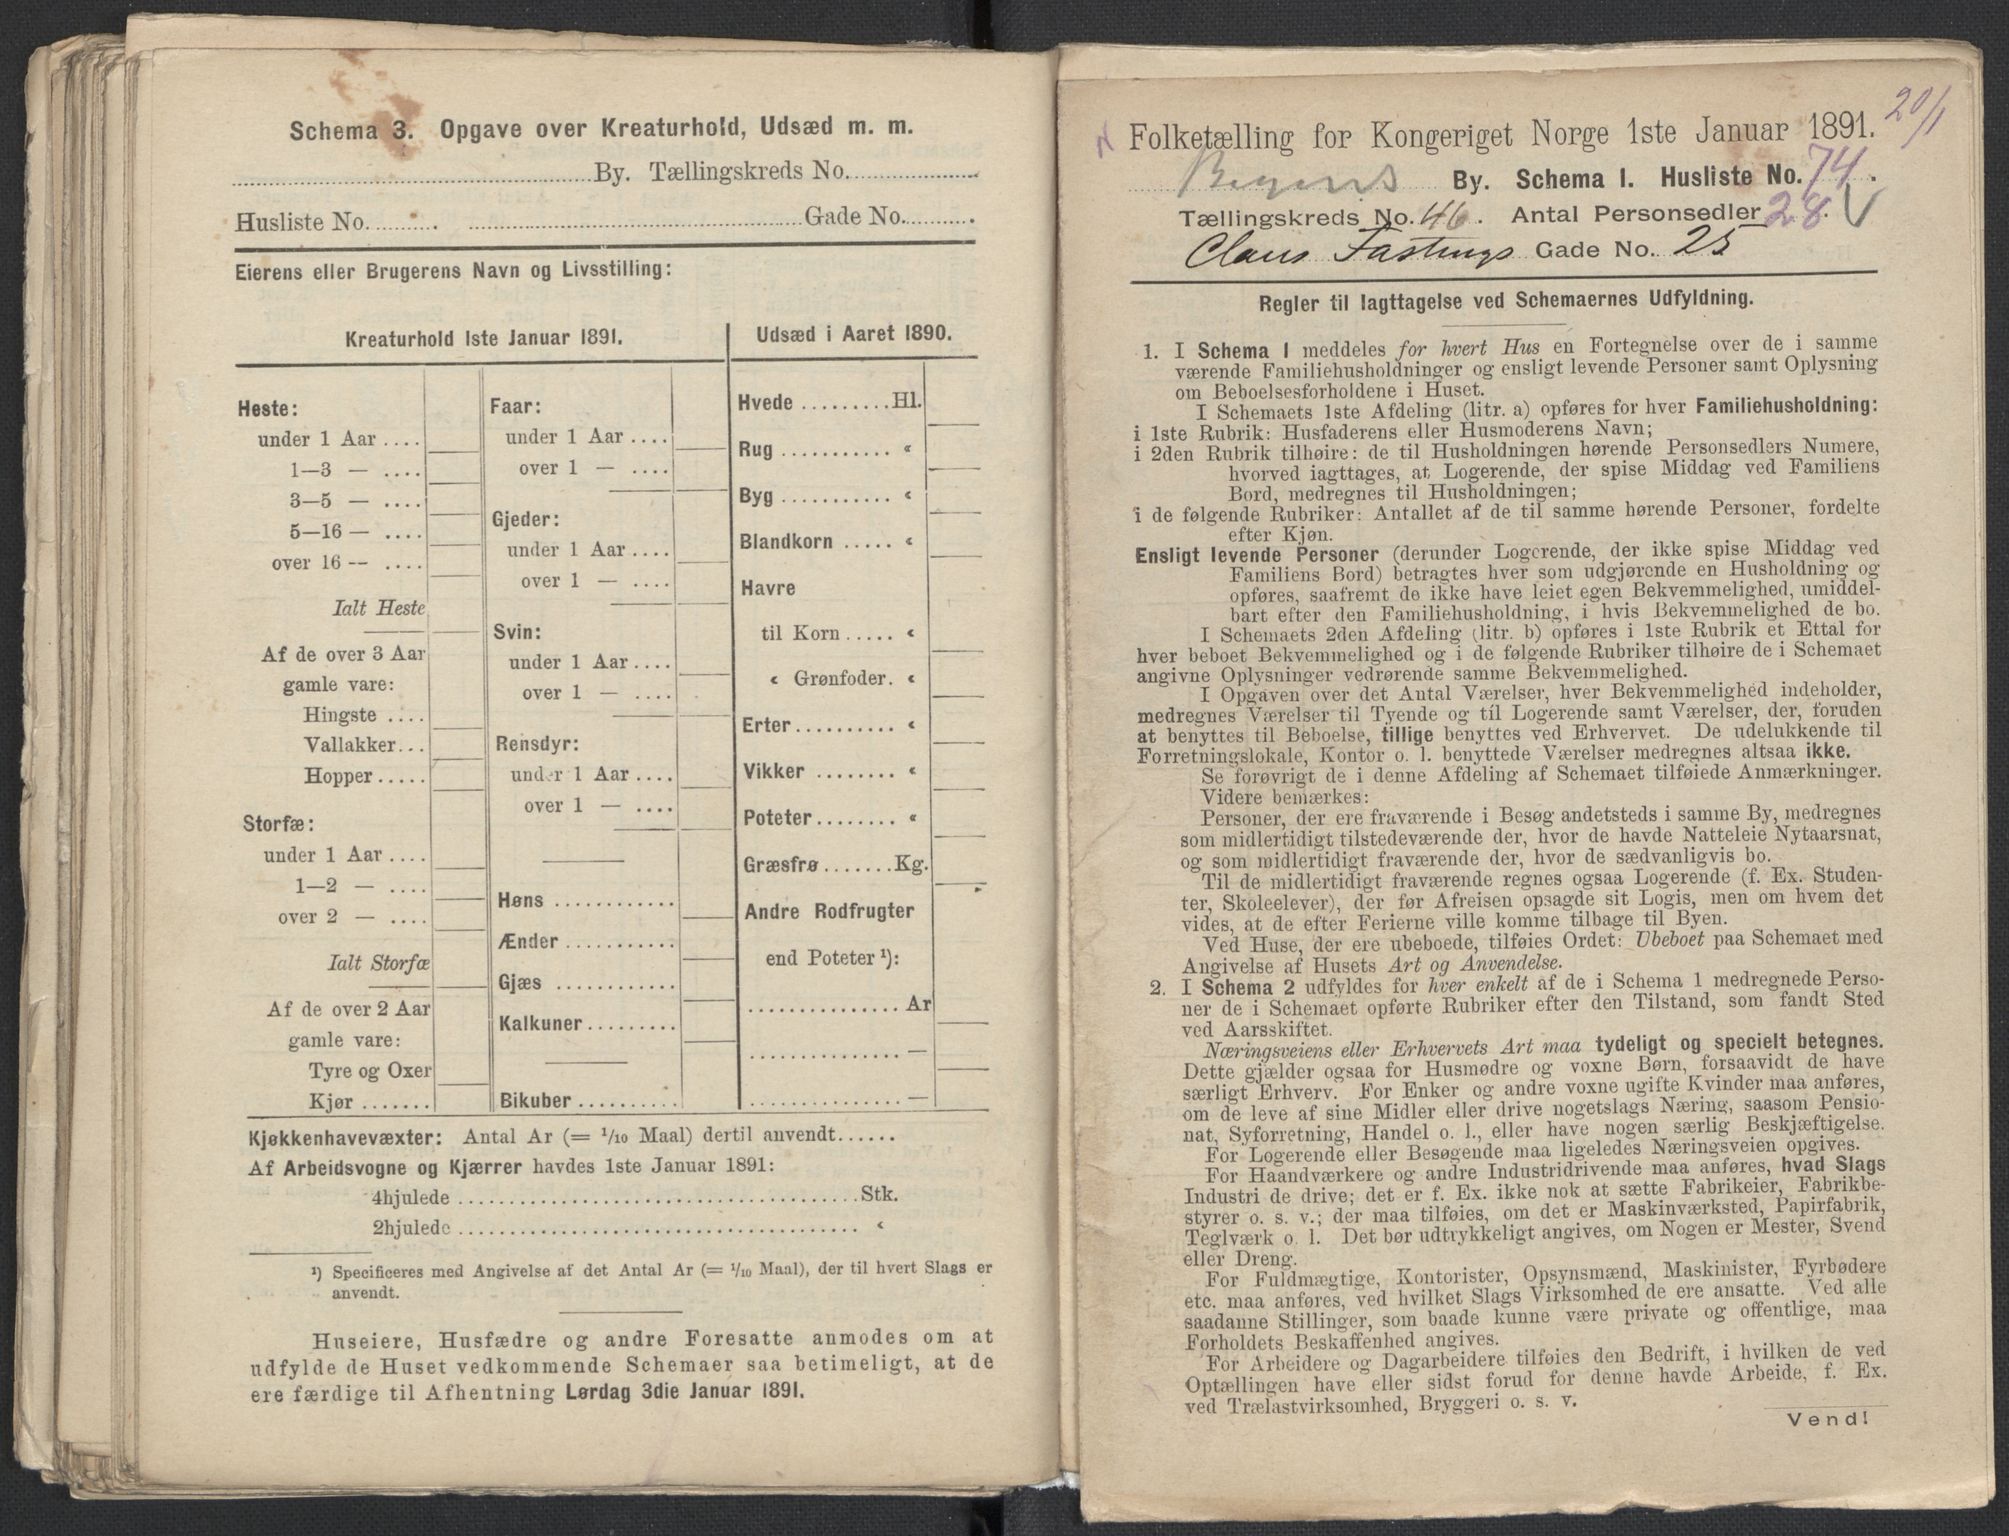 Schema 3. Opgave over Kreaturhold, Udsæd m. m.
By. Tællingskreds No.
Husliste No. Gade No.
Eierens eller Brugerens Navn og Livsstilling:
Kreaturhold 1ste Januar 1891.
Heste:
under 1 Aar ....
1—3 — ....
3—5 — ....
5—16 — ....
over 16 -- ....
Ialt Heste
Af de over 3 Aar
gamle vare:
Hingste ....
Vallakker...
Hopper.....
Storfæ:
under 1 Aar ....
1—2 — ....
over 2 — ....
Ialt Storfæ
Af de over 2 Aar
gamle vare:
Tyre og Oxer
Kjør .......
Faar:
under 1 Aar ....
over 1 — ....
Gjeder:
under 1 Aar ....
over 1 — ....
Svin:
under 1 Aar ....
over 1 — ....
Rensdyr:
under 1 Aar ....
over 1 — ....
Høns ............
Ænder ...........
Gjæs ............
Kalkuner.........
Bikuber ..........
Udsæd i Aaret 1890.
Hvede .........Hl.
Rug ........... «
Byg ........... «
Blandkorn ..... «
Havre
til Korn ..... «
« Grønfoder. «
Erter .......... «
Vikker ........ «
Poteter........ «
Græsfrø .......Kg.
Andre Rodfrugter
end Poteter ¹):
............... Ar
............... —
............... —
Kjøkkenhavevæxter: Antal Ar (= 1/10 Maal) dertil anvendt......
Af Arbeidsvogne og Kjærrer havdes 1ste Januar 1891:
4hjulede ........................................Stk.
2hjulede ........................................ «
¹) Specificeres med Angivelse af det Antal Ar (= 1/10 Maal), der til hvert Slags er
anvendt.
Huseiere, Husfædre og andre Foresatte anmodes om at
udfylde de Huset vedkommende Schemaer saa betimeligt, at de
ere færdige til Afhentning Lørdag 3die Januar 1891.
20/1
Folketælling for Kongeriget Norge 1ste Januar 1891.
Bergens By. Schema 1. Husliste No. 74.
Tællingskreds No. 46. Antal Personsedler 28.
Claus Fastings Gade No. 25
Regler til Iagttagelse ved Schemaernes Udfyldning.
1. I Schema 1 meddeles for hvert Hus en Fortegnelse over de i samme
værende Familiehusholdninger og ensligt levende Personer samt Oplysning
om Beboelsesforholdene i Huset.
I Schemaets 1ste Afdeling (litr. a) opføres for hver Familiehusholdning:
i 1ste Rubrik: Husfaderens eller Husmoderens Navn;
i 2den Rubrik tilhøire: de til Husholdningen hørende Personsedlers Numere,
hvorved iagttages, at Logerende, der spise Middag ved Familiens
Bord, medregnes til Husholdningen;
i de følgende Rubriker: Antallet af de til samme hørende Personer, fordelte
efter Kjøn.
Ensligt levende Personer (derunder Logerende, der ikke spise Middag ved
Familiens Bord) betragtes hver som udgjørende en Husholdning og
opføres, saafremt de ikke have leiet egen Bekvemmelighed, umiddel-
bart efter den Familiehusholdning, i hvis Bekvemmelighed de bo.
I Schemaets 2den Afdeling (litr. b) opføres i 1ste Rubrik et Ettal for
hver beboet Bekvemmelighed og i de følgende Rubriker tilhøire de i Schemaet
angivne Oplysninger vedrørende samme Bekvemmelighed.
I Opgaven over det Antal Værelser, hver Bekvemmelighed indeholder,
medregnes Værelser til Tyende og til Logerende samt Værelser, der, foruden
at benyttes til Beboelse, tillige benyttes ved Erhvervet. De udelukkende til
Forretningslokale, Kontor o. l. benyttede Værelser medregnes altsaa ikke.
Se forøvrigt de i denne Afdeling af Schemaet tilføiede Anmærkninger.
Videre bemærkes:
Personer, der ere fraværende i Besøg andetsteds i samme By, medregnes
som midlertidigt tilstedeværende der, hvor de havde Natteleie Nytaarsnat,
og som midlertidigt fraværende der, hvor de sædvanligvis bo.
Til de midlertidigt fraværende regnes ogsaa Logerende (f. Ex. Studen-
ter, Skoleelever), der før Afreisen opsagde sit Logis, men om hvem det
vides, at de efter Ferierne ville komme tilbage til Byen.
Ved Huse, der ere ubeboede, tilføies Ordet: Ubeboet paa Schemaet med
Angivelse af Husets Art og Anvendelse.
2. I Schema 2 udfyldes for hver enkelt af de i Schema 1 medregnede Perso-
ner de i Schemaet opførte Rubriker efter den Tilstand, som fandt Sted
ved Aarsskiftet.
Næringsveiens eller Erhvervets Art maa tydeligt og specielt betegnes.
Dette gjælder ogsaa for Husmødre og voxne Børn, forsaavidt de have
særligt Erhverv. For Enker og andre voxne ugifte Kvinder maa anføres,
om de leve af sine Midler eller drive nogetslags Næring, saasom Pensio-
nat, Syforretning, Handel o. l., eller have nogen særlig Beskjæftigelse.
For Logerende eller Besøgende maa ligeledes Næringsveien opgives.
For Haandværkere og andre Industridrivende maa anføres, hvad Slags
Industri de drive; det er f. Ex. ikke nok at sætte Fabrikeier, Fabrikbe-
styrer o. s. v.; der maa tilføies, om det er Maskinværksted, Papirfabrik,
Teglværk o. l. Det bør udtrykkeligt angives, om Nogen er Mester, Svend
eller Dreng.
For Fuldmægtige, Kontorister, Opsynsmænd, Maskinister, Fyrbødere
etc. maa anføres, ved hvilket Slags Virksomhed de ere ansatte. Ved alle
saadanne Stillinger, som baade kunne være private og offentlige, maa
Forholdets Beskaffenhed angives.
For Arbeidere og Dagarbeidere tilføies den Bedrift, i hvilken de ved
Optællingen have eller sidst forud for denne havde Arbeide, f. Ex.
ved Trælastvirksomhed, Bryggeri o. s. v.
Vend!